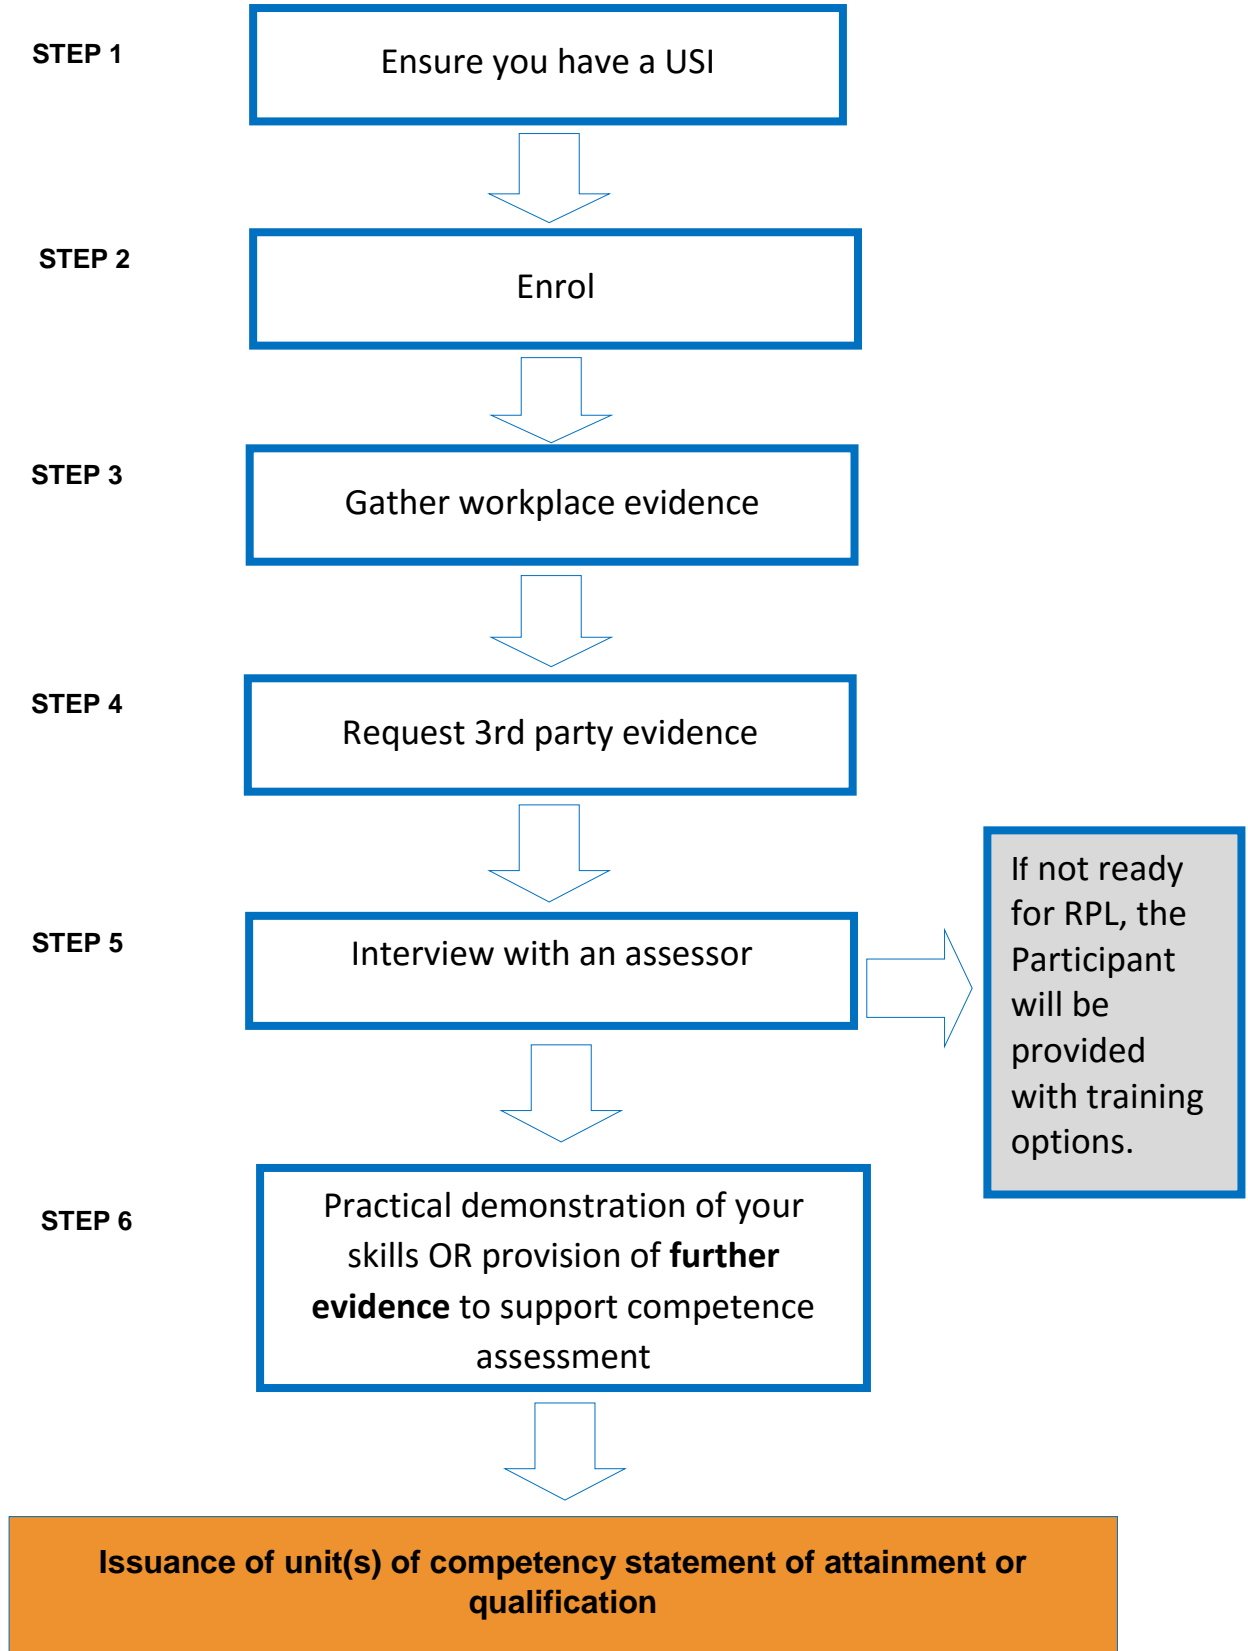 STEP 1
Ensure you have a USI
STEP 2
Enrol
STEP 3
Gather workplace evidence
STEP 4
Request 3rd party evidence
STEP 5
Interview with an assessor
If not ready
for RPL, the
Participant
will be
provided
with training
options.
STEP 6
Practical demonstration of your
skills OR provision of further
evidence to support competence
assessment
Issuance of unit(s) of competency statement of attainment or
qualification